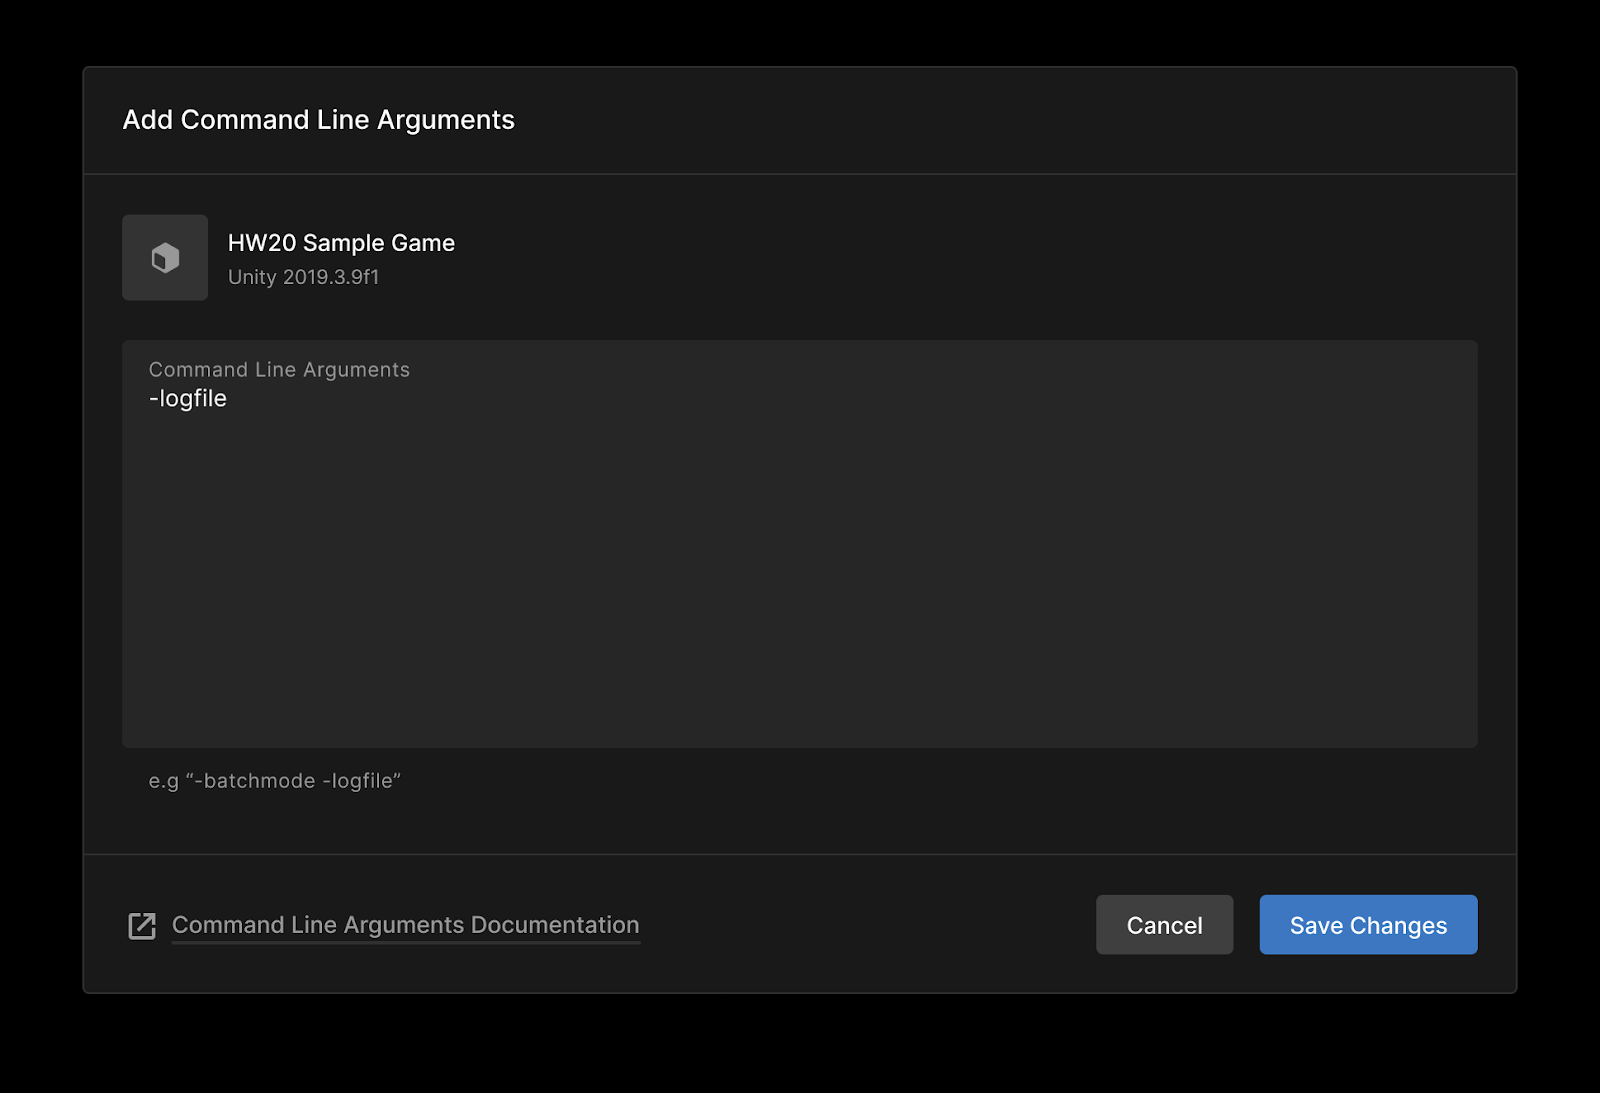 Add Command Line Arguments
HW20 Sample Game
Unity 2019.3.9f1
Command Line Arguments
-logfile
e.g “-batchmode -logfile”
Command Line Arguments Documentation
Cancel
Save Changes